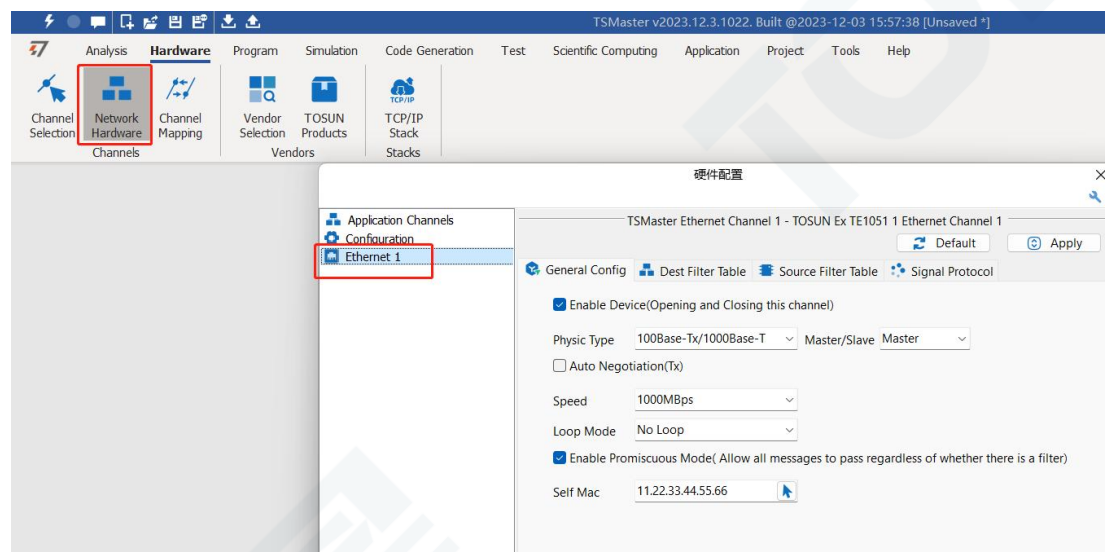 TSMaster v2023.12.3.1022. Built @2023-12-03 15:57:38 [Unsaved *]
Analysis Hardware Program Simulation Code Generation Test Scientific Computing Application Project Tools Help
TCP/IP
Channel Network Channel Vendor TOSUN TCP/IP
Selection Hardware Mapping Selection Products Stack
Channels Vendors Stacks
硬件配置
Application Channels
Configuration
Ethernet 1
TSMaster Ethernet Channel 1 - TOSUN Ex TE1051 1 Ethernet Channel 1
Default Apply
General Config Dest Filter Table Source Filter Table Signal Protocol
Enable Device(Opening and Closing this channel)
Physic Type 100Base-Tx/1000Base-T Master/Slave Master
Auto Negotiation(Tx)
Speed 1000MBps
Loop Mode No Loop
Enable Promiscuous Mode( Allow all messages to pass regardless of whether there is a filter)
Self Mac 11.22.33.44.55.66